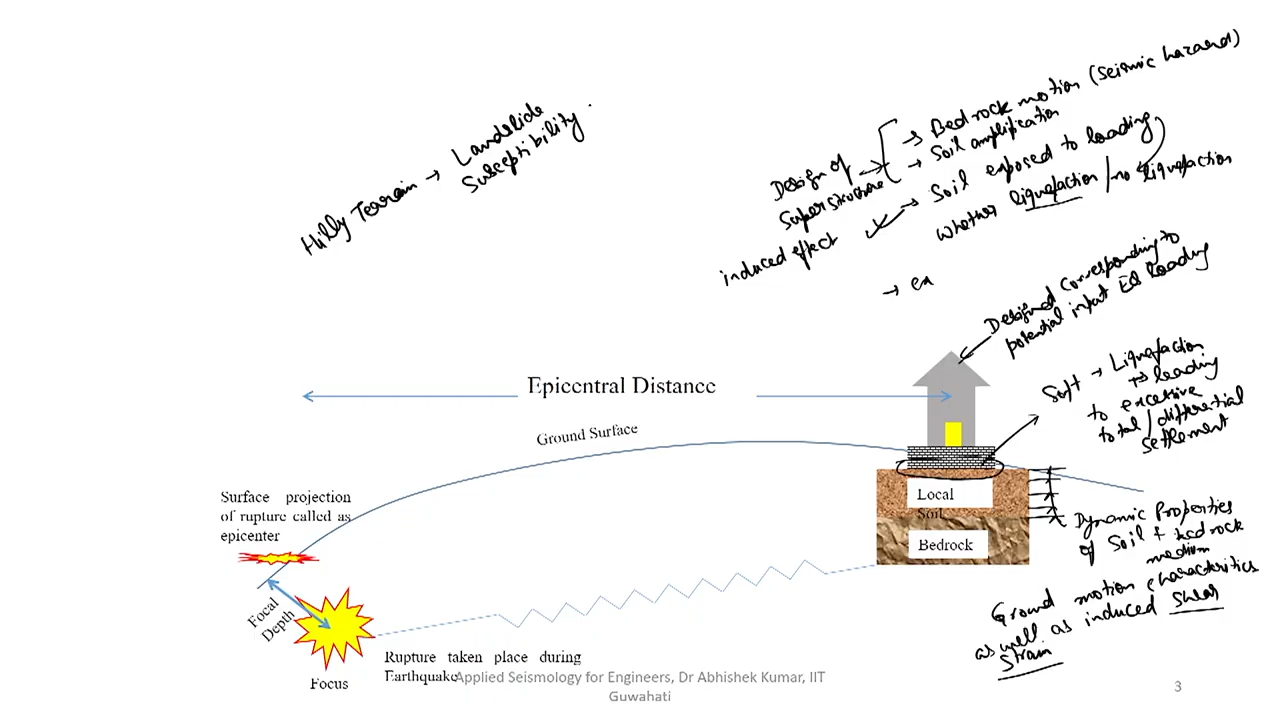 Hilly Terrain → Landslide
Susceptibility
Design of
superstructure
→ Bedrock motion (seismic hazard)
→ Soil amplification
→ Soil exposed to loading
whether liquefaction / no liquefaction
induced effect
→ ex
Designed corresponding to
potential input EQ loading
Soft → Liquefaction
→ leading
to excessive
total / differential
settlement
Epicentral Distance
Ground Surface
Surface projection
of rupture called as
epicenter
Focal
Depth
Focus
Rupture taken place during
Earthquake
Local
Soil
Bedrock
Dynamic Properties
of Soil + bedrock
medium
Ground motion characteristics
as well as induced shear
strain
Applied Seismology for Engineers, Dr Abhishek Kumar, IIT
Guwahati
3